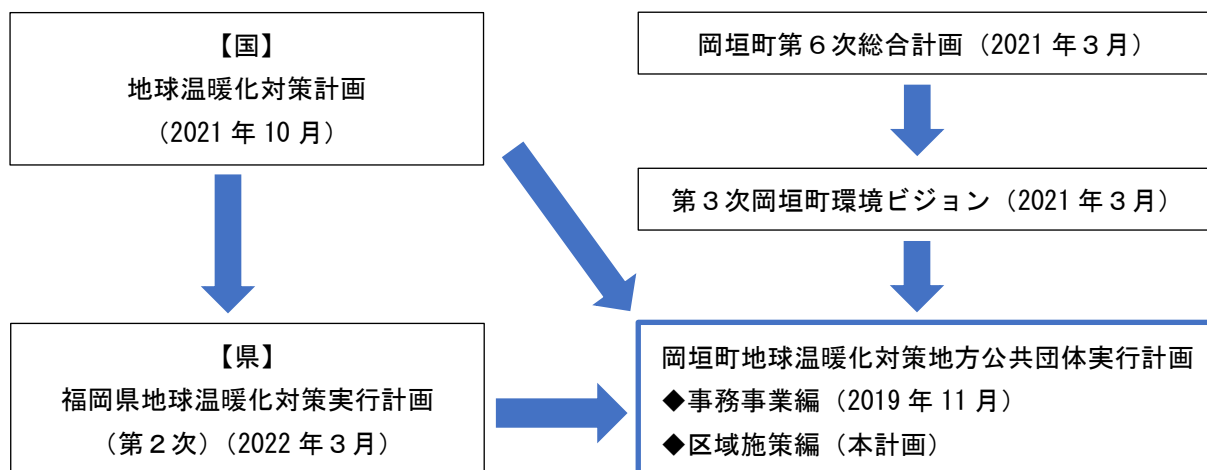 【国】
地球温暖化対策計画
（2021 年 10 月）
岡垣町第６次総合計画（2021 年３月）
第３次岡垣町環境ビジョン（2021 年３月）
【県】
福岡県地球温暖化対策実行計画
（第２次）（2022 年３月）
岡垣町地球温暖化対策地方公共団体実行計画
◆事務事業編（2019 年 11 月）
◆区域施策編（本計画）